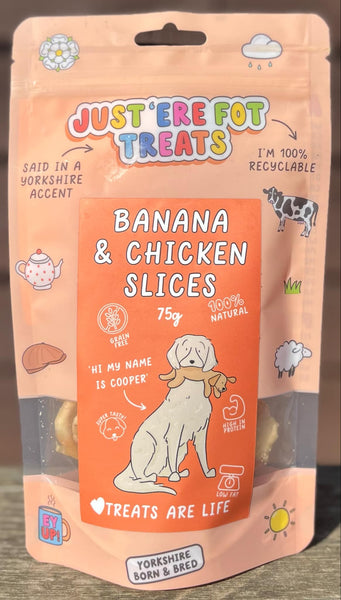 JUST 'ERE FOT
TREATS
SAID IN A
YORKSHIRE
ACCENT
I'M 100%
RECYCLABLE
BANANA
& CHICKEN
SLICES
75g
GRAIN
FREE
100%
NATURAL
'HI MY NAME
IS COOPER'
SUPER TASTY
HIGH IN
PROTEIN
LOW FAT
TREATS ARE LIFE
EY
UP!
YORKSHIRE
BORN & BRED